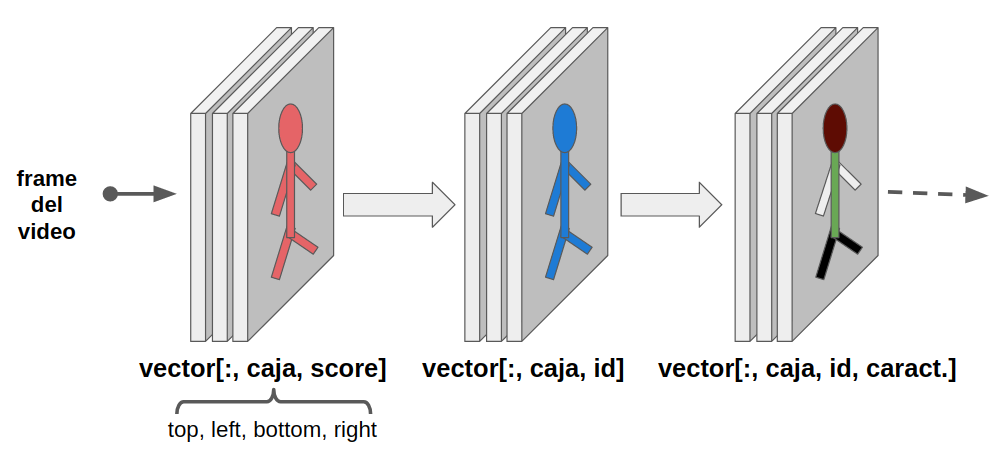 frame
del
video
vector[:, caja, score]
vector[:, caja, id]
vector[:, caja, id, caract.]
top, left, bottom, right